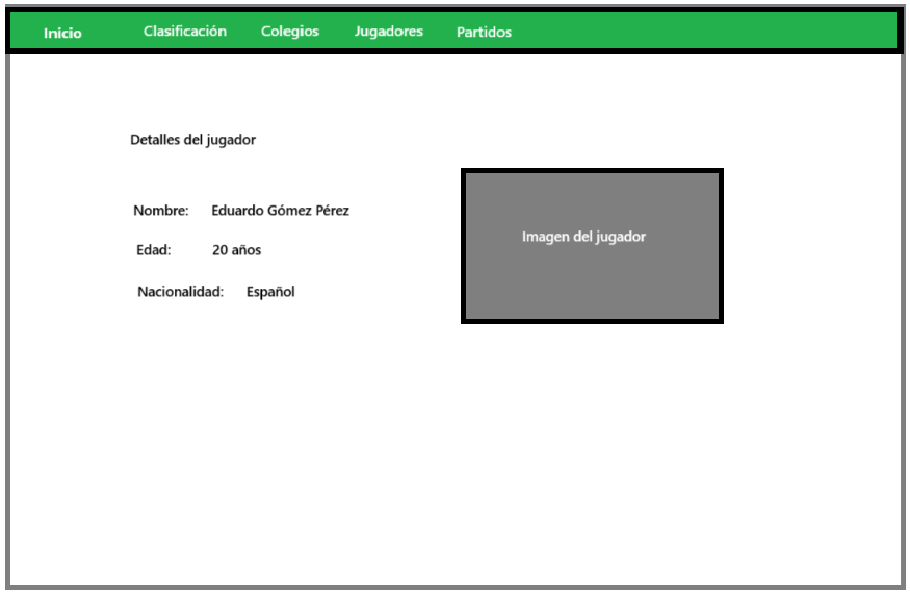 Inicio Clasificación Colegios Jugadores Partidos
Detalles del jugador
Nombre: Eduardo Gómez Pérez
Edad: 20 años
Nacionalidad: Español
Imagen del jugador